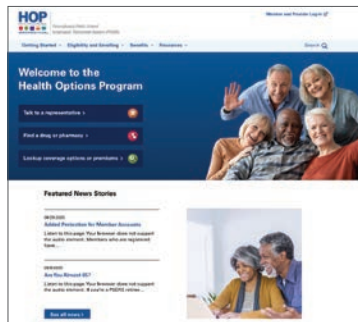 HOP
Member and Provider Log in
Getting Started
Eligibility and Enrolling
Benefits
Resources
Search
Welcome to the
Health Options Program
Talk to a representative ›
Find a drug or pharmacy ›
Lookup coverage options or premiums ›
Featured News Stories
Added Protection for Member Accounts
Listen to this page: Your browser does not support
the audio element. Members who are registered
have...
Are You Almost 65?
Listen to this page: Your browser does not support
the audio element. If you're a PSERS retiree...
See all news ›